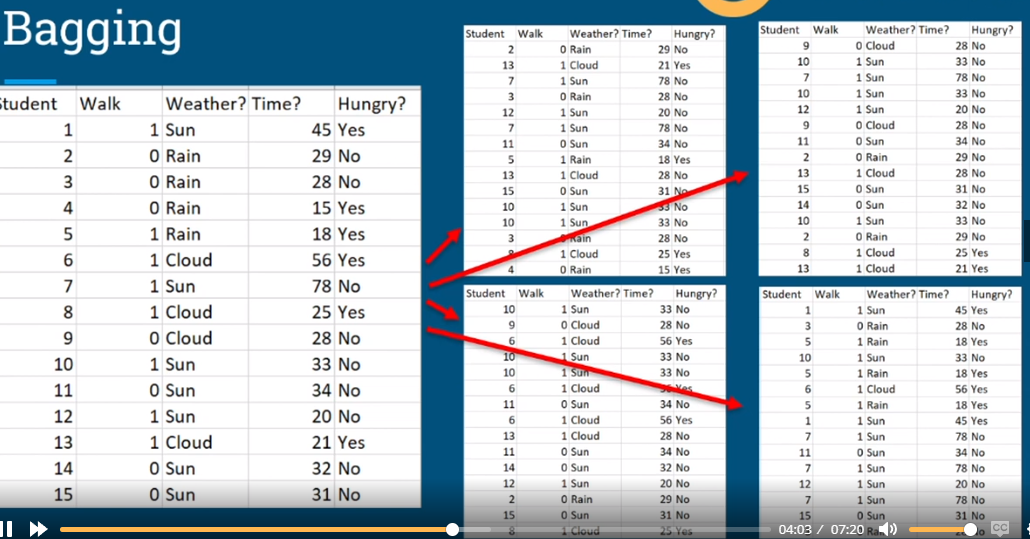 Bagging
Student Walk Weather? Time? Hungry?
1 1 Sun 45 Yes
2 0 Rain 29 No
3 0 Rain 28 No
4 0 Rain 15 Yes
5 1 Rain 18 Yes
6 1 Cloud 56 Yes
7 1 Sun 78 No
8 1 Cloud 25 Yes
9 0 Cloud 28 No
10 1 Sun 33 No
11 0 Sun 34 No
12 1 Sun 20 No
13 1 Cloud 21 Yes
14 0 Sun 32 No
15 0 Sun 31 No
Student Walk Weather? Time? Hungry?
2 0 Rain 29 No
13 1 Cloud 21 Yes
7 1 Sun 78 No
3 0 Rain 28 No
12 1 Sun 20 No
7 1 Sun 78 No
11 0 Sun 34 No
5 1 Rain 18 Yes
13 1 Cloud 28 No
15 0 Sun 31 No
10 1 Sun 33 No
10 1 Sun 33 No
3 Rain 28 No
8 1 Cloud 25 Yes
4 0 Rain 15 Yes
Student Walk Weather? Time? Hungry?
9 0 Cloud 28 No
10 1 Sun 33 No
7 1 Sun 78 No
10 1 Sun 33 No
12 1 Sun 20 No
9 0 Cloud 28 No
11 0 Sun 34 No
2 0 Rain 29 No
13 1 Cloud 28 No
15 0 Sun 31 No
14 0 Sun 32 No
10 1 Sun 33 No
2 0 Rain 29 No
8 1 Cloud 25 Yes
13 1 Cloud 21 Yes
Student Walk Weather? Time? Hungry?
10 1 Sun 33 No
9 0 Cloud 28 No
6 1 Cloud 56 Yes
10 1 Sun 33 No
10 1 Sun 33 No
6 1 Cloud Yes
11 0 Sun 34 No
6 1 Cloud 56 Yes
13 1 Cloud 28 No
11 0 Sun 34 No
14 0 Sun 32 No
12 1 Sun 20 No
2 0 Rain 29 No
15 0 Sun 31 No
8 1 Cloud 25 Yes
Student Walk Weather? Time? Hungry?
1 1 Sun 45 Yes
3 0 Rain 28 No
5 1 Rain 18 Yes
10 1 Sun 33 No
5 1 Rain 18 Yes
6 1 Cloud 56 Yes
5 1 Rain 18 Yes
1 1 Sun 45 Yes
7 1 Sun 78 No
11 0 Sun 34 No
7 1 Sun 78 No
12 1 Sun 20 No
7 1 Sun 78 No
15 0 Sun 31 No
04:03 / 07:20
CC